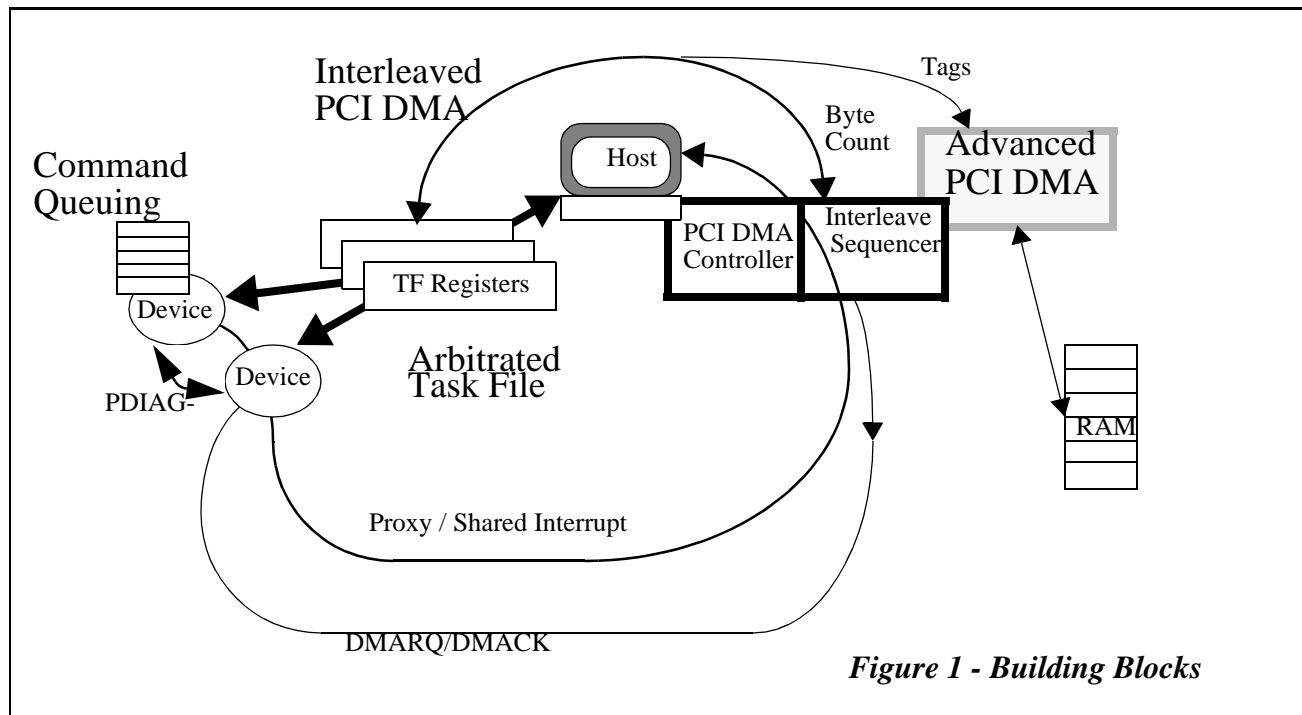 Interleaved
PCI DMA
Tags
Byte
Count
Host
Advanced
PCI DMA
Command
Queuing
PCI DMA
Controller
Interleave
Sequencer
TF Registers
Device
Device
Arbitrated
Task File
PDIAG-
RAM
Proxy / Shared Interrupt
DMARQ/DMACK
Figure 1 - Building Blocks